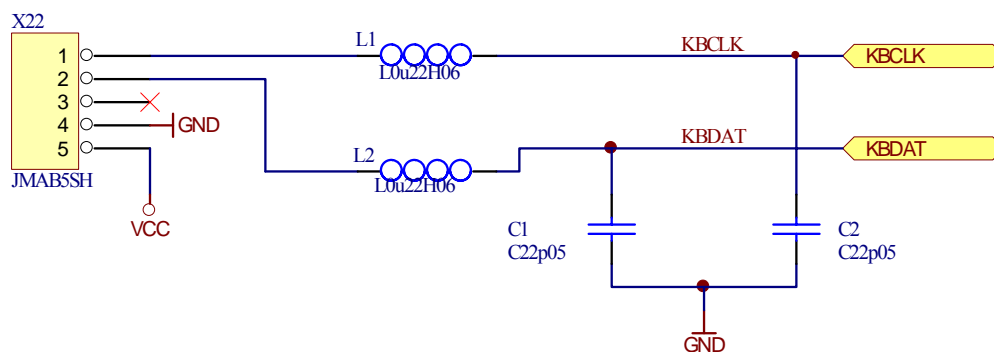 X22
1
2
3
4
5
JMAB5SH
GND
VCC
L1
L0u22H06
L2
L0u22H06
KBCLK
KBCLK
KBDAT
KBDAT
C1
C22p05
C2
C22p05
GND